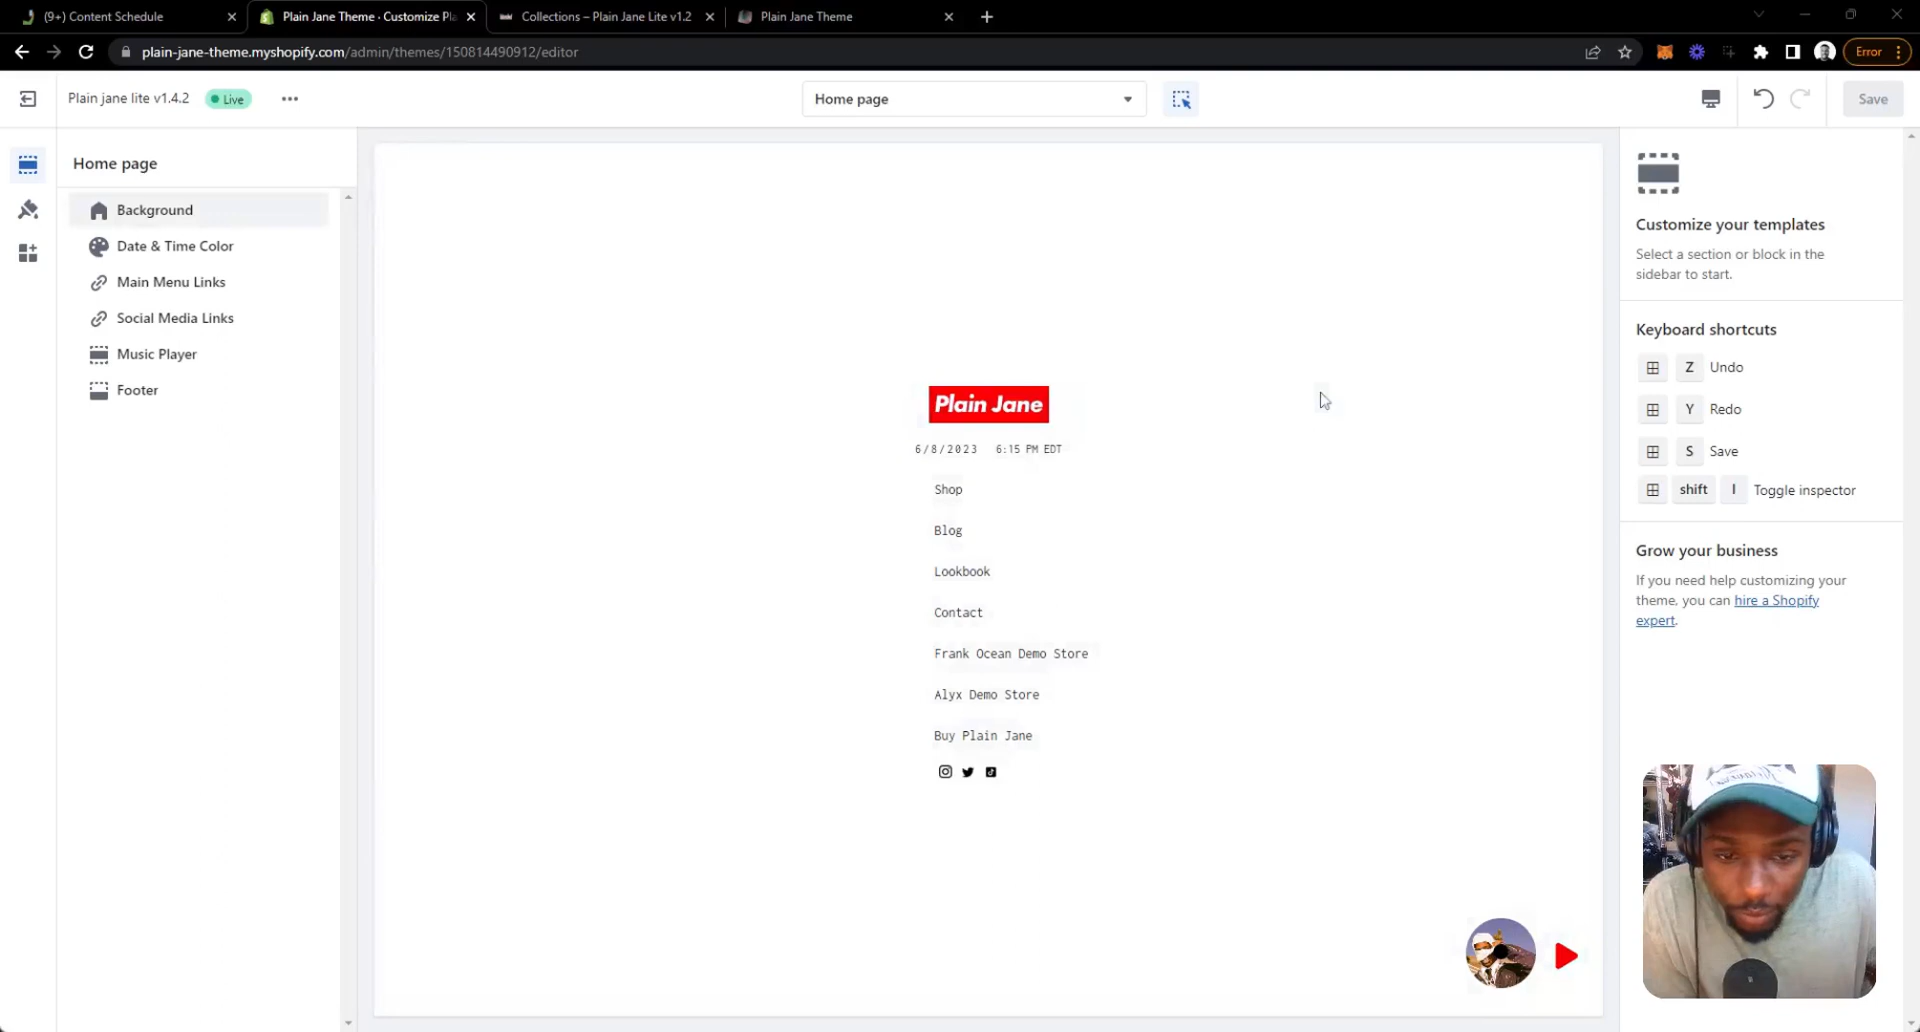 (9+) Content Schedule
Plain Jane Theme · Customize Pla
Collections – Plain Jane Lite v1.2
Plain Jane Theme
plain-jane-theme.myshopify.com/admin/themes/150814490912/editor
Error
Plain jane lite v1.4.2
Live
Home page
Save
Home page
Background
Date & Time Color
Main Menu Links
Social Media Links
Music Player
Footer
Plain Jane
6/8/2023 6:15 PM EDT
Shop
Blog
Lookbook
Contact
Frank Ocean Demo Store
Alyx Demo Store
Buy Plain Jane
Customize your templates
Select a section or block in the
sidebar to start.
Keyboard shortcuts
Z Undo
Y Redo
S Save
shift I Toggle inspector
Grow your business
If you need help customizing your
theme, you can hire a Shopify
expert.